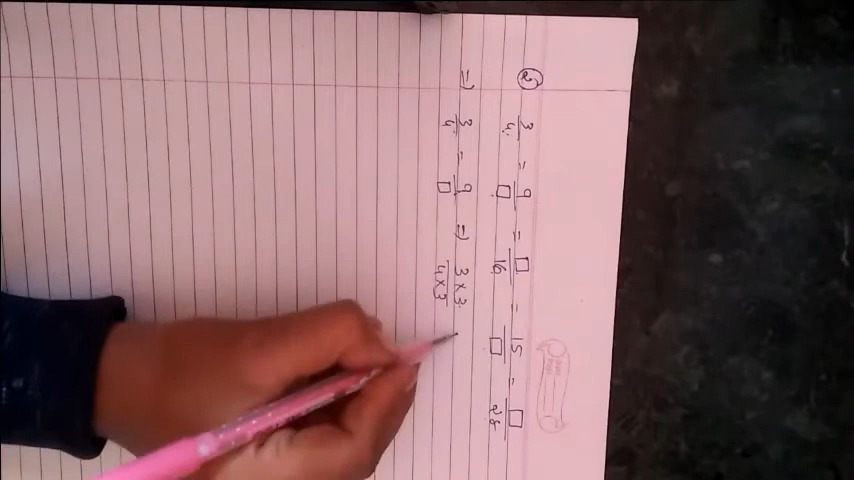 ② 3/4 = 9/□ = □/16 = 15/□ = □/28
=) 3/4 = 9/□ =) 3×3/4×3